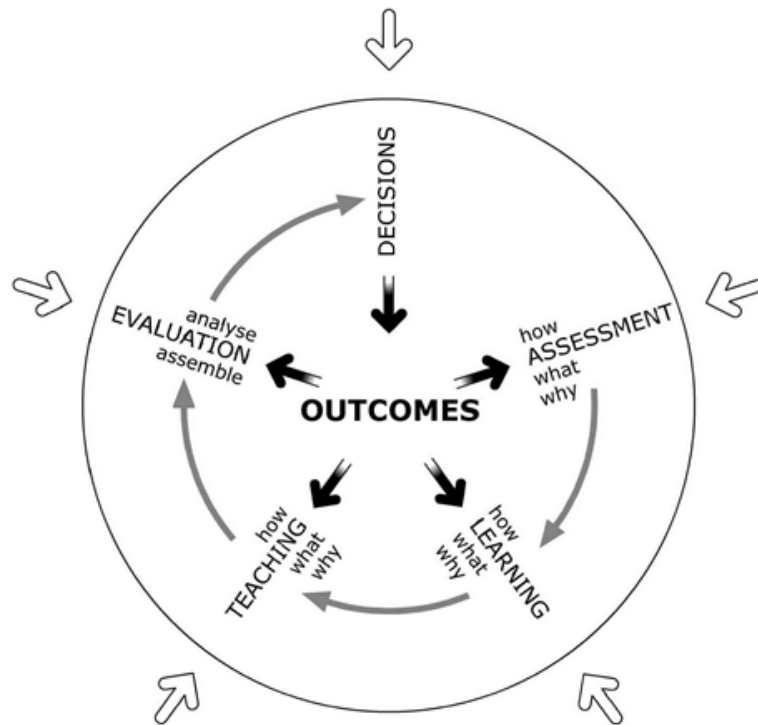 DECISIONS
how
ASSESSMENT
what
why
how
LEARNING
what
why
how
TEACHING
what
why
analyse
EVALUATION
assemble
OUTCOMES